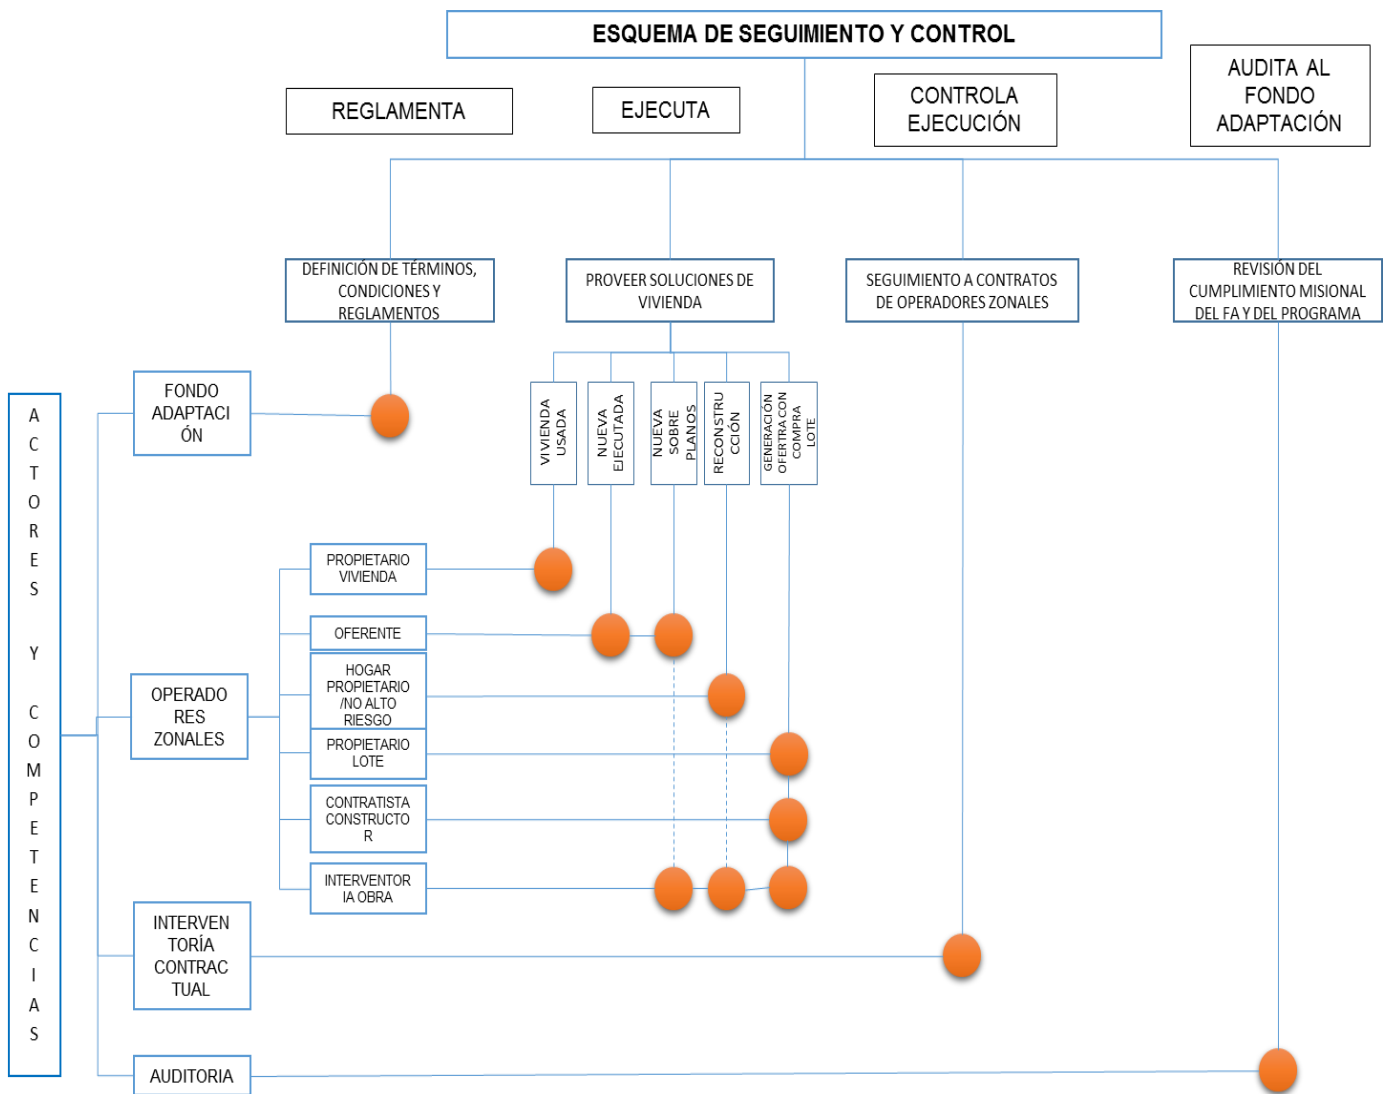 ESQUEMA DE SEGUIMIENTO Y CONTROL
REGLAMENTA
EJECUTA
CONTROLA
EJECUCIÓN
AUDITA AL
FONDO
ADAPTACIÓN
DEFINICIÓN DE TÉRMINOS,
CONDICIONES Y
REGLAMENTOS
PROVEER SOLUCIONES DE
VIVIENDA
SEGUIMIENTO A CONTRATOS
DE OPERADORES ZONALES
REVISIÓN DEL
CUMPLIMIENTO MISIONAL
DEL FA Y DEL PROGRAMA
VIVIENDA
USADA
NUEVA
EJECUTADA
NUEVA
SOBRE
PLANOS
RECONSTRU
CCIÓN
GENERACIÓN
OFERTRA CON
COMPRA
LOTE
ACTORES Y COMPETENCIAS
FONDO
ADAPTACI
ÓN
OPERADO
RES
ZONALES
PROPIETARIO
VIVIENDA
OFERENTE
HOGAR
PROPIETARIO
/NO ALTO
RIESGO
PROPIETARIO
LOTE
CONTRATISTA
CONSTRUCTO
R
INTERVENTOR
IA OBRA
INTERVEN
TORÍA
CONTRAC
TUAL
AUDITORIA